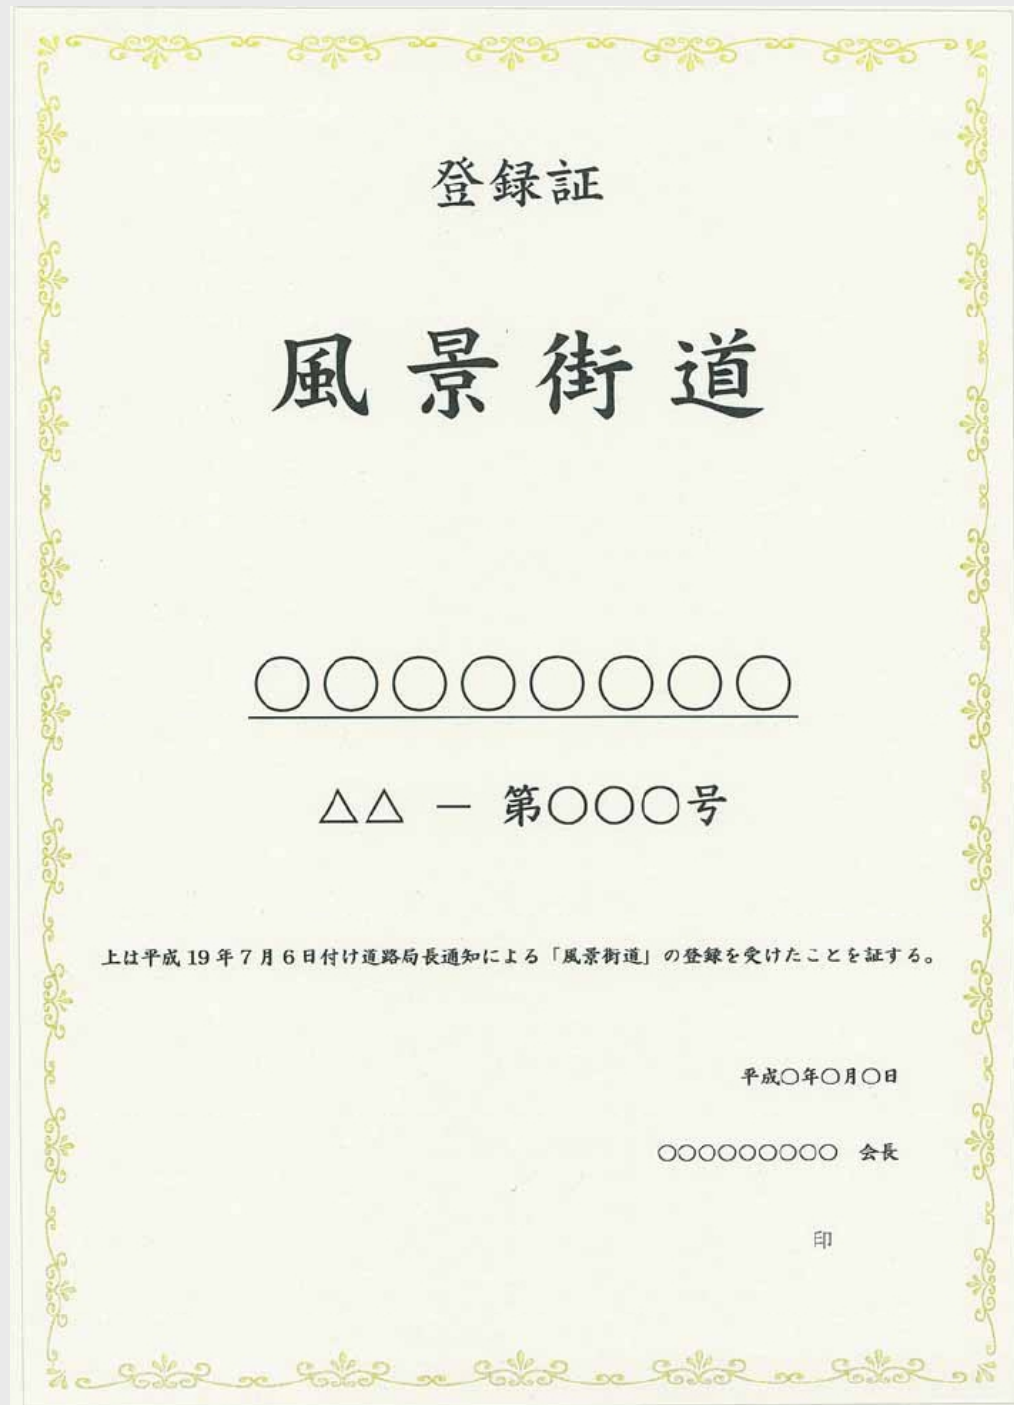 登録証
風景街道
○○○○○○○○
△△ － 第○○○号
上は平成19年7月6日付け道路局長通知による「風景街道」の登録を受けたことを証する。
平成○年○月○日
○○○○○○○○○ 会長
印